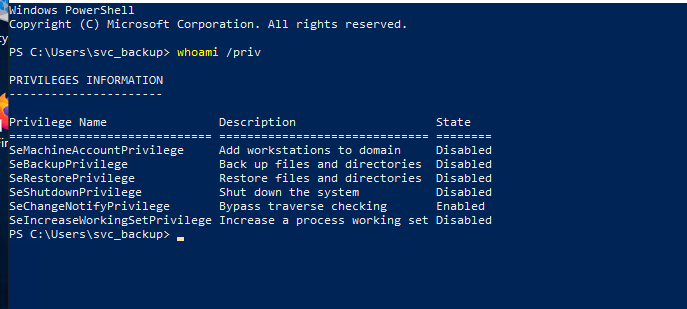 Windows PowerShell
Copyright (C) Microsoft Corporation. All rights reserved.
PS C:\Users\svc_backup> whoami /priv
PRIVILEGES INFORMATION
----------------------
Privilege Name                Description                    State
============================= ============================== ========
SeMachineAccountPrivilege     Add workstations to domain     Disabled
SeBackupPrivilege             Back up files and directories  Disabled
SeRestorePrivilege            Restore files and directories  Disabled
SeShutdownPrivilege           Shut down the system           Disabled
SeChangeNotifyPrivilege       Bypass traverse checking       Enabled
SeIncreaseWorkingSetPrivilege Increase a process working set Disabled
PS C:\Users\svc_backup>